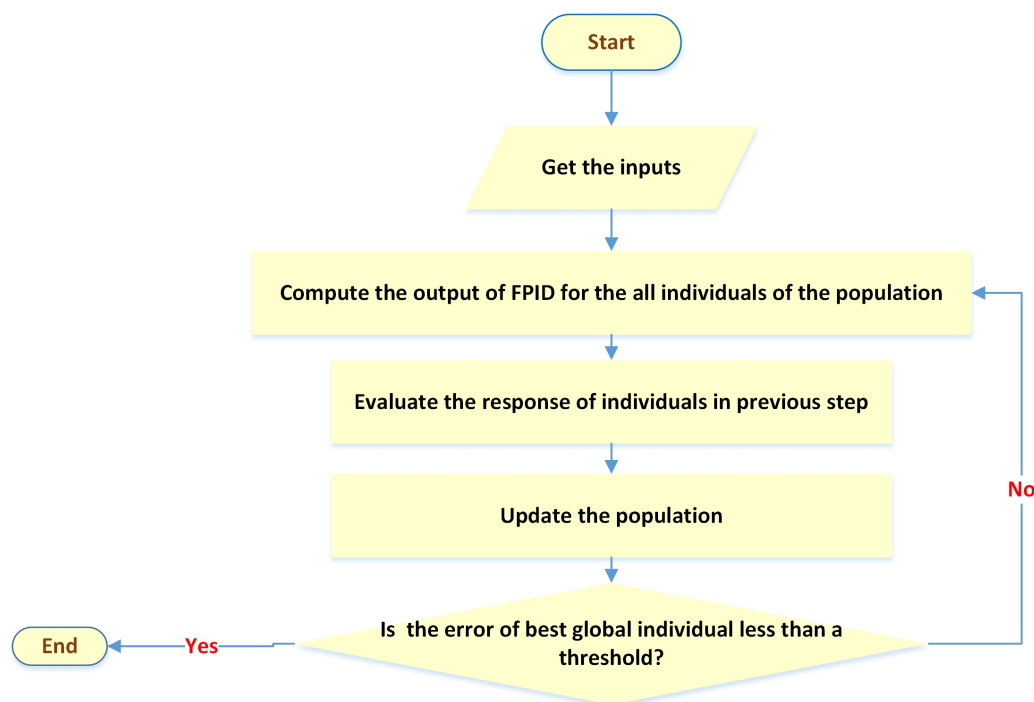 Start
Get the inputs
Compute the output of FPID for the all individuals of the population
Evaluate the response of individuals in previous step
Update the population
No
Is the error of best global individual less than a
threshold?
Yes
End